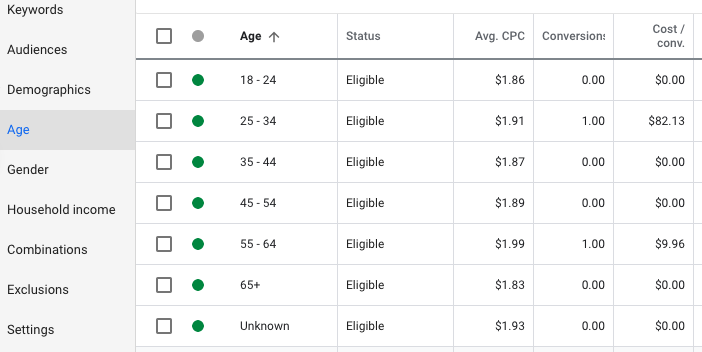 Keywords
Audiences
Demographics
Age
Gender
Household income
Combinations
Exclusions
Settings
Age ↑ Status Avg. CPC Conversions Cost / conv.
18 - 24 Eligible $1.86 0.00 $0.00
25 - 34 Eligible $1.91 1.00 $82.13
35 - 44 Eligible $1.87 0.00 $0.00
45 - 54 Eligible $1.89 0.00 $0.00
55 - 64 Eligible $1.99 1.00 $9.96
65+ Eligible $1.83 0.00 $0.00
Unknown Eligible $1.93 0.00 $0.00